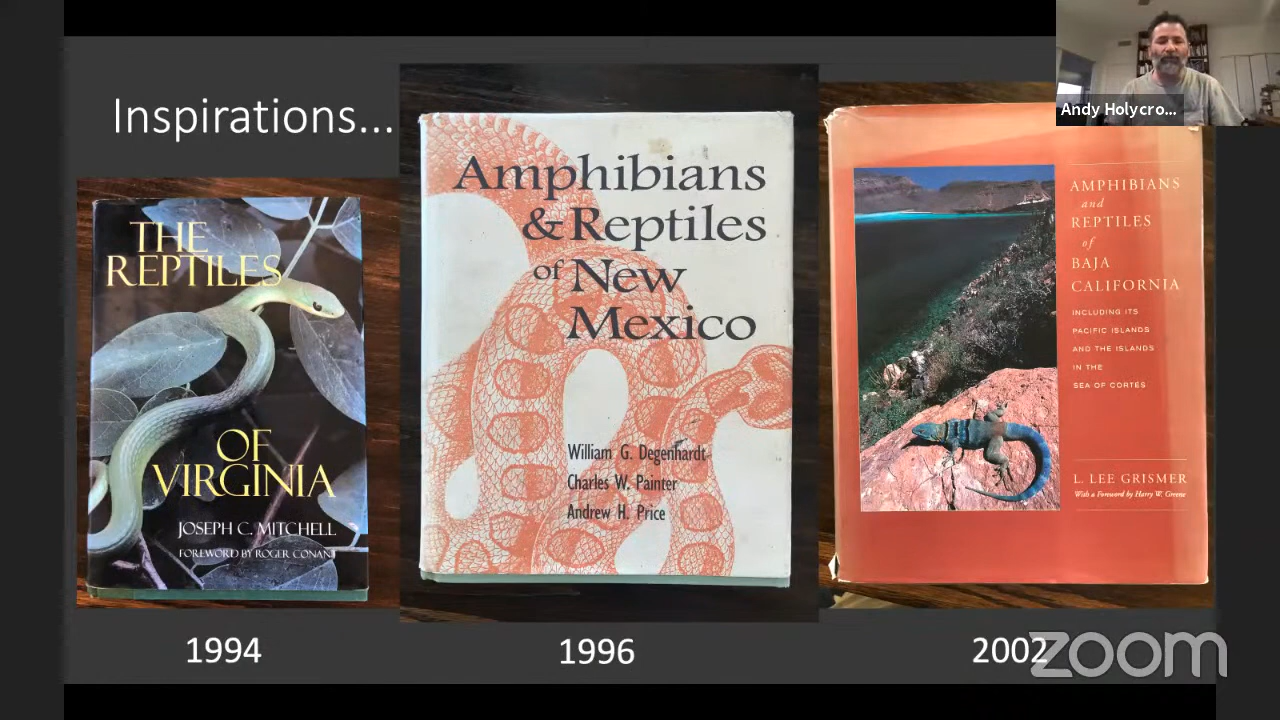 Inspirations...
Andy Holycro...
THE
REPTILES
OF
VIRGINIA
JOSEPH C. MITCHELL
FOREWORD BY ROGER CONANT
Amphibians
& Reptiles
of New
Mexico
William G. Degenhardt
Charles W. Painter
Andrew H. Price
AMPHIBIANS
and
REPTILES
of
BAJA
CALIFORNIA
INCLUDING ITS
PACIFIC ISLANDS
AND THE ISLANDS
IN THE
SEA OF CORTÉS
L. LEE GRISMER
With a Foreword by Harry W. Greene
1994
1996
2002
zoom